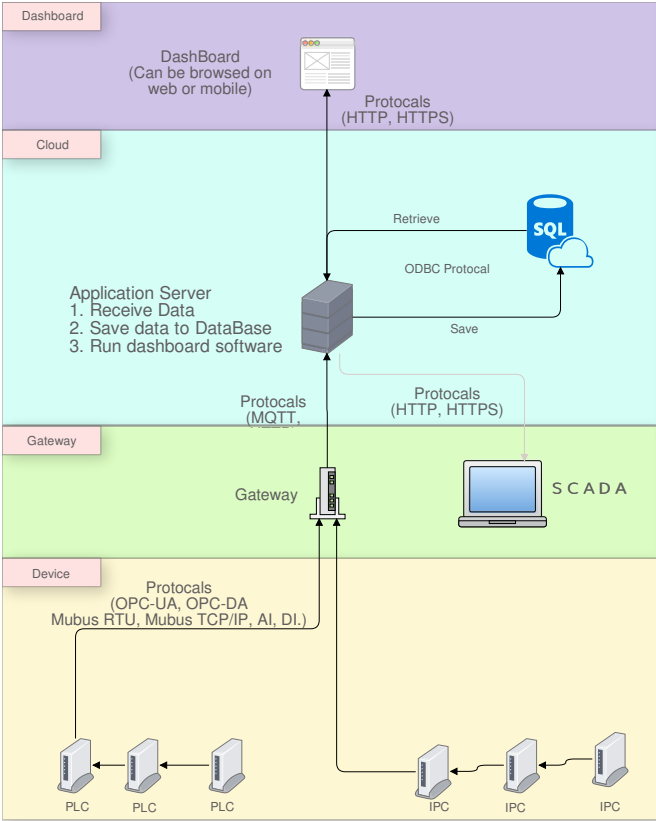 Dashboard
DashBoard
(Can be browsed on
web or mobile)
Protocals
(HTTP, HTTPS)
Cloud
Retrieve
SQL
ODBC Protocal
Application Server
1. Receive Data
2. Save data to DataBase
3. Run dashboard software
Save
Protocals
(MQTT,
Protocals
(HTTP, HTTPS)
Gateway
Gateway
SCADA
Device
Protocals
(OPC-UA, OPC-DA
Mubus RTU, Mubus TCP/IP, AI, DI.)
PLC
PLC
PLC
IPC
IPC
IPC